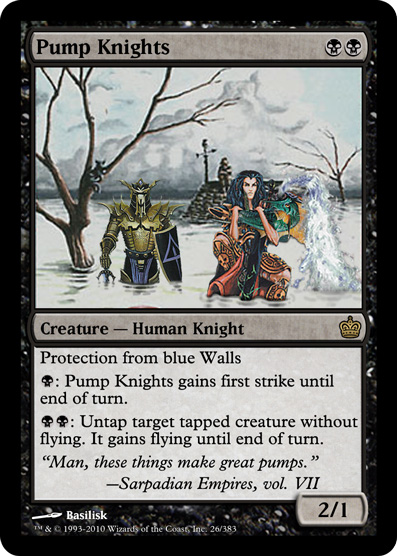 Pump Knights
Creature — Human Knight
Protection from blue Walls
: Pump Knights gains first strike until
end of turn.
: Untap target tapped creature without
flying. It gains flying until end of turn.
“Man, these things make great pumps.”
—Sarpadian Empires, vol. VII
2/1
Basilisk
™ & © 1993-2010 Wizards of the Coast, Inc. 26/383